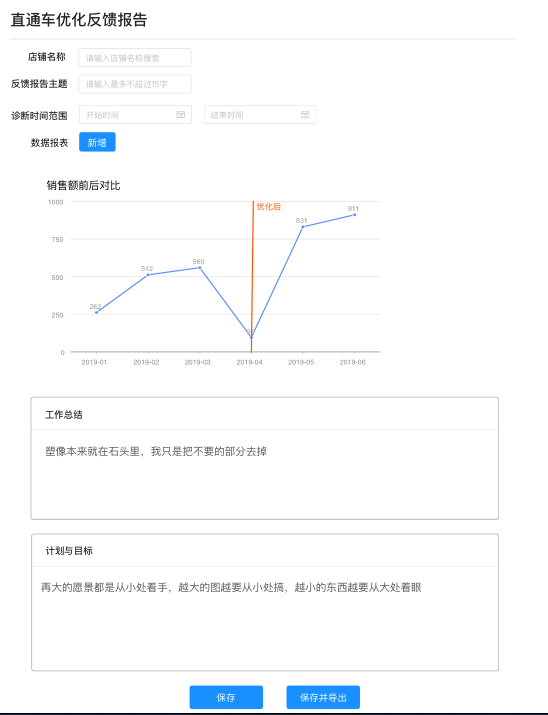 直通车优化反馈报告
店铺名称 请输入店铺名称搜索
反馈报告主题 请输入最多不超过15字
诊断时间范围 开始时间 结束时间
数据报表 新增
销售额前后对比
1000
优化后
911
831
750
560
512
500
262
250
0
2019-01 2019-02 2019-03 2019-04 2019-05 2019-06
工作总结
塑像本来就在石头里，我只是把不要的部分去掉
计划与目标
再大的愿景都是从小处着手，越大的图越要从小处搞，越小的东西越要从大处着眼
保存 保存并导出